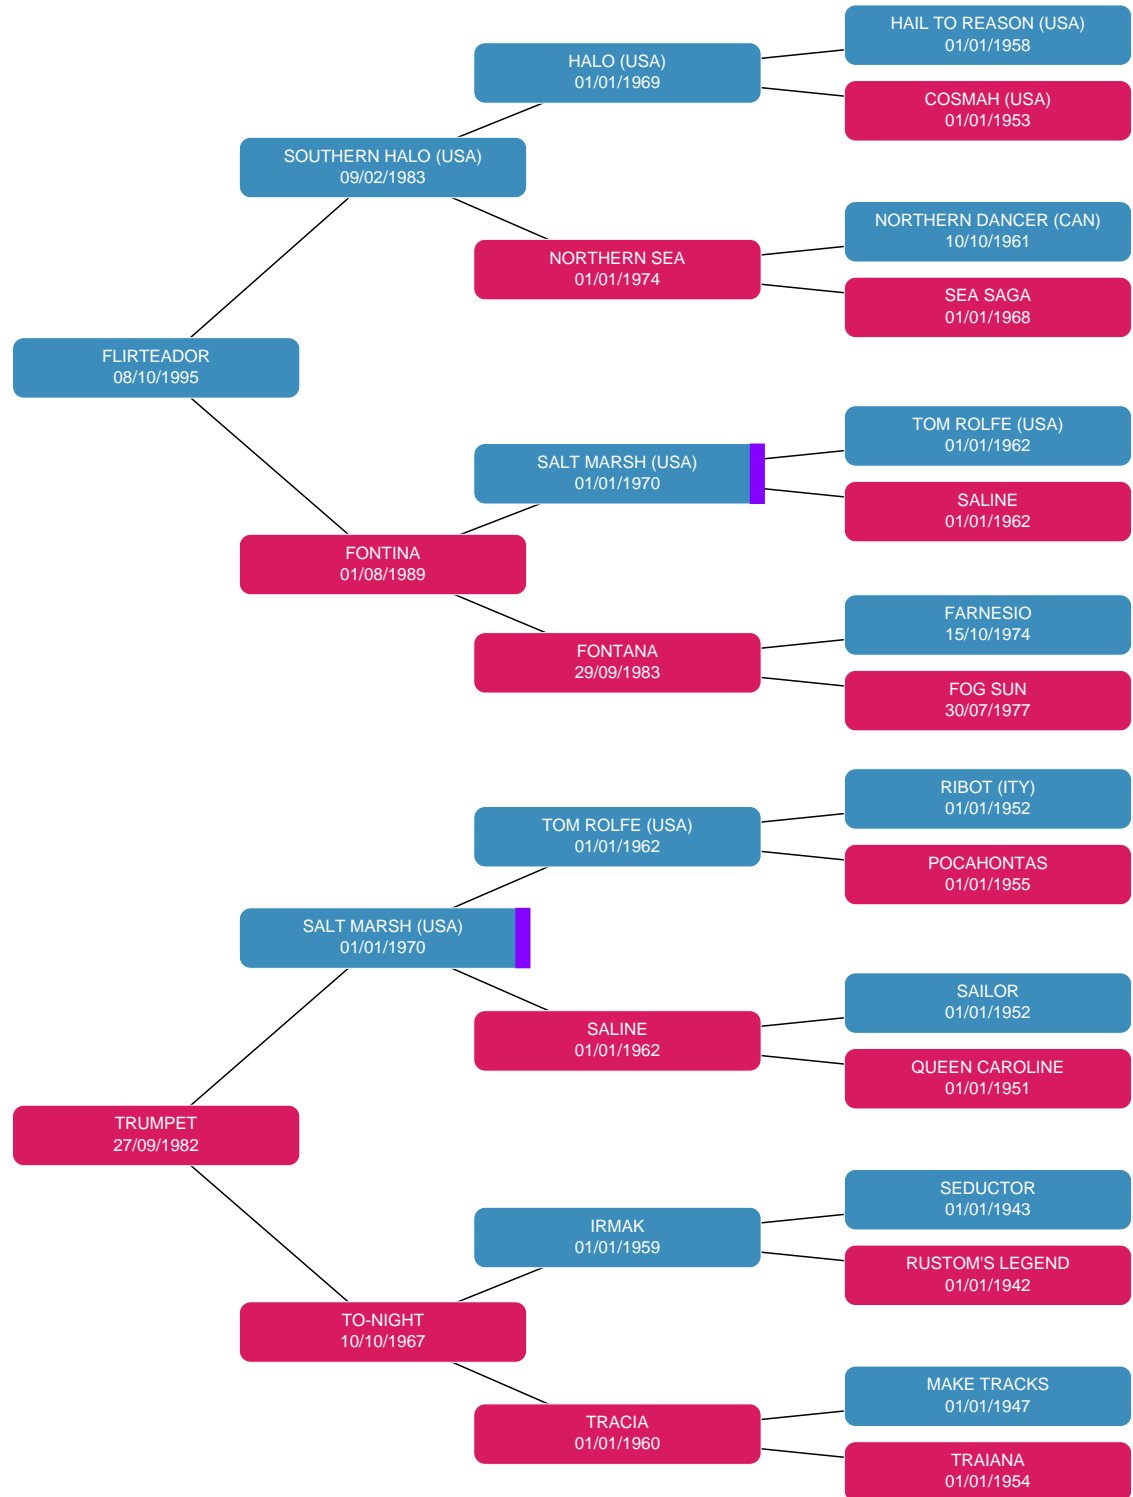 HAIL TO REASON (USA)
01/01/1958
HALO (USA)
01/01/1969
COSMAH (USA)
01/01/1953
SOUTHERN HALO (USA)
09/02/1983
NORTHERN DANCER (CAN)
10/10/1961
NORTHERN SEA
01/01/1974
SEA SAGA
01/01/1968
FLIRTEADOR
08/10/1995
TOM ROLFE (USA)
01/01/1962
SALT MARSH (USA)
01/01/1970
SALINE
01/01/1962
FONTINA
01/08/1989
FARNESIO
15/10/1974
FONTANA
29/09/1983
FOG SUN
30/07/1977
RIBOT (ITY)
01/01/1952
TOM ROLFE (USA)
01/01/1962
POCAHONTAS
01/01/1955
SALT MARSH (USA)
01/01/1970
SAILOR
01/01/1952
SALINE
01/01/1962
QUEEN CAROLINE
01/01/1951
TRUMPET
27/09/1982
SEDUCTOR
01/01/1943
IRMAK
01/01/1959
RUSTOM'S LEGEND
01/01/1942
TO-NIGHT
10/10/1967
MAKE TRACKS
01/01/1947
TRACIA
01/01/1960
TRAIANA
01/01/1954